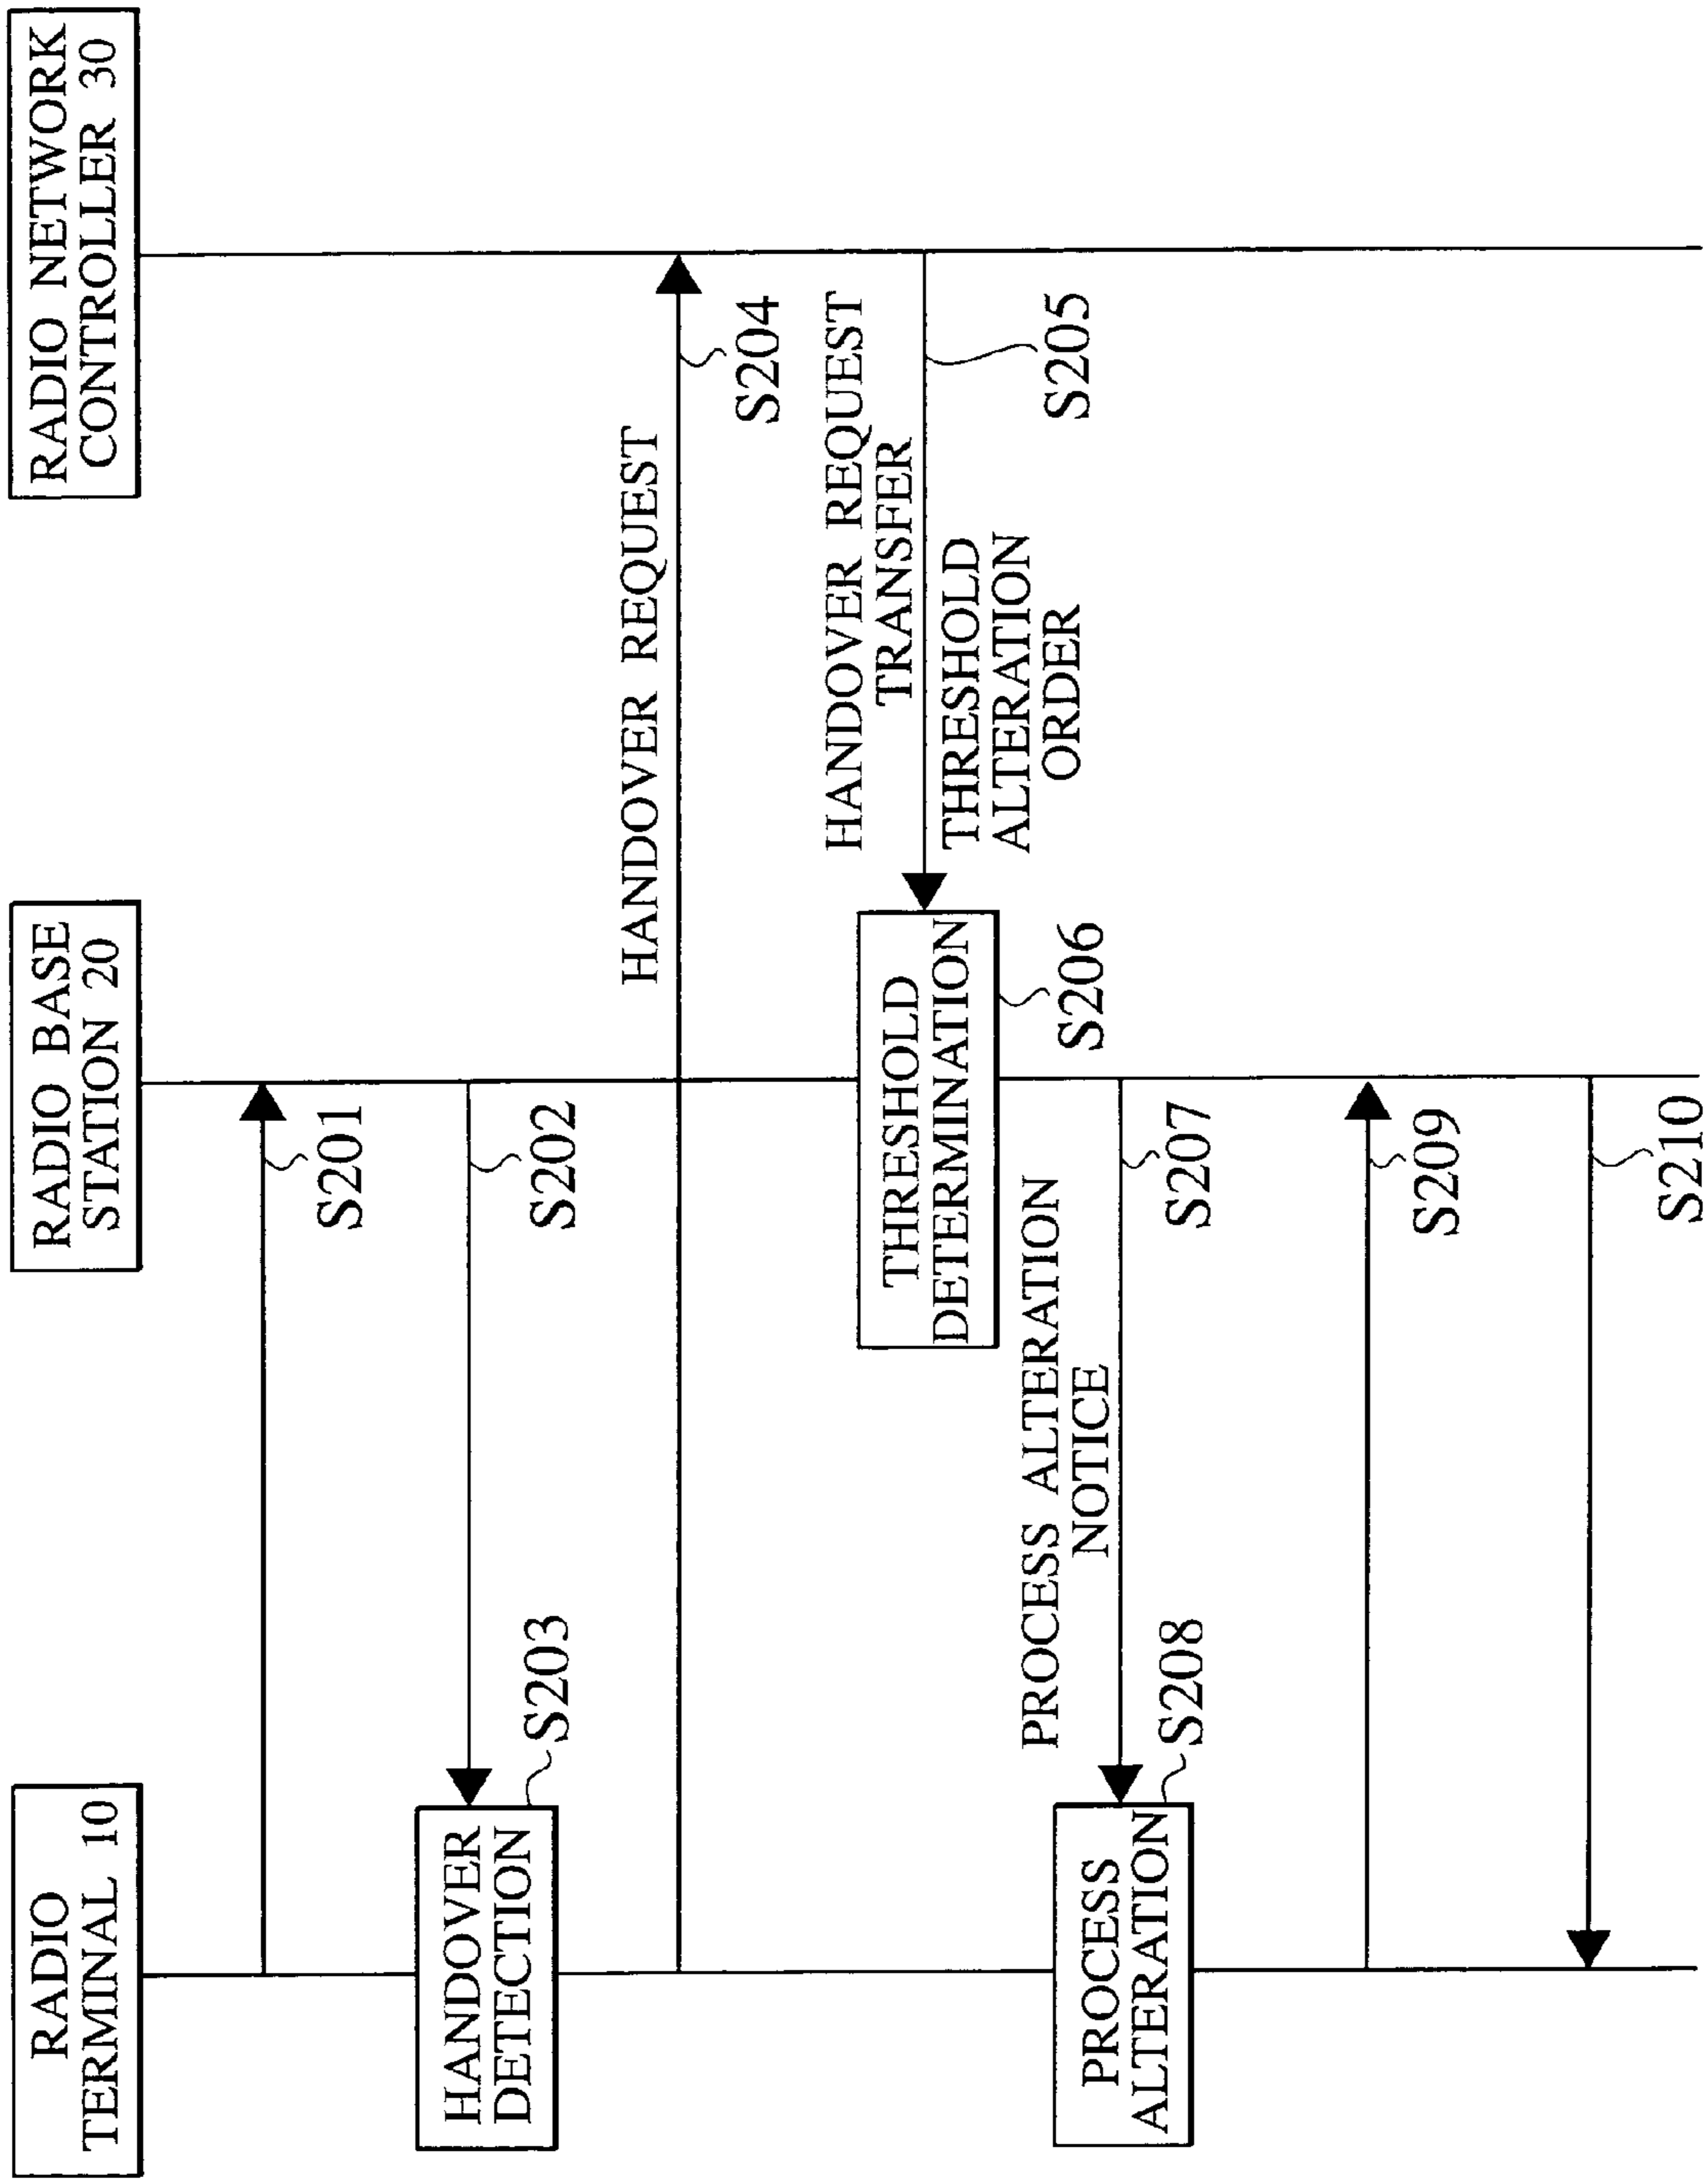 RADIO
TERMINAL 10
RADIO BASE
STATION 20
RADIO NETWORK
CONTROLLER 30
S201
S202
HANDOVER
DETECTION
S203
HANDOVER REQUEST
S204
HANDOVER REQUEST
TRANSFER
THRESHOLD
ALTERATION
ORDER
S205
THRESHOLD
DETERMINATION
S206
PROCESS ALTERATION
NOTICE
S207
PROCESS
ALTERATION
S208
S209
S210